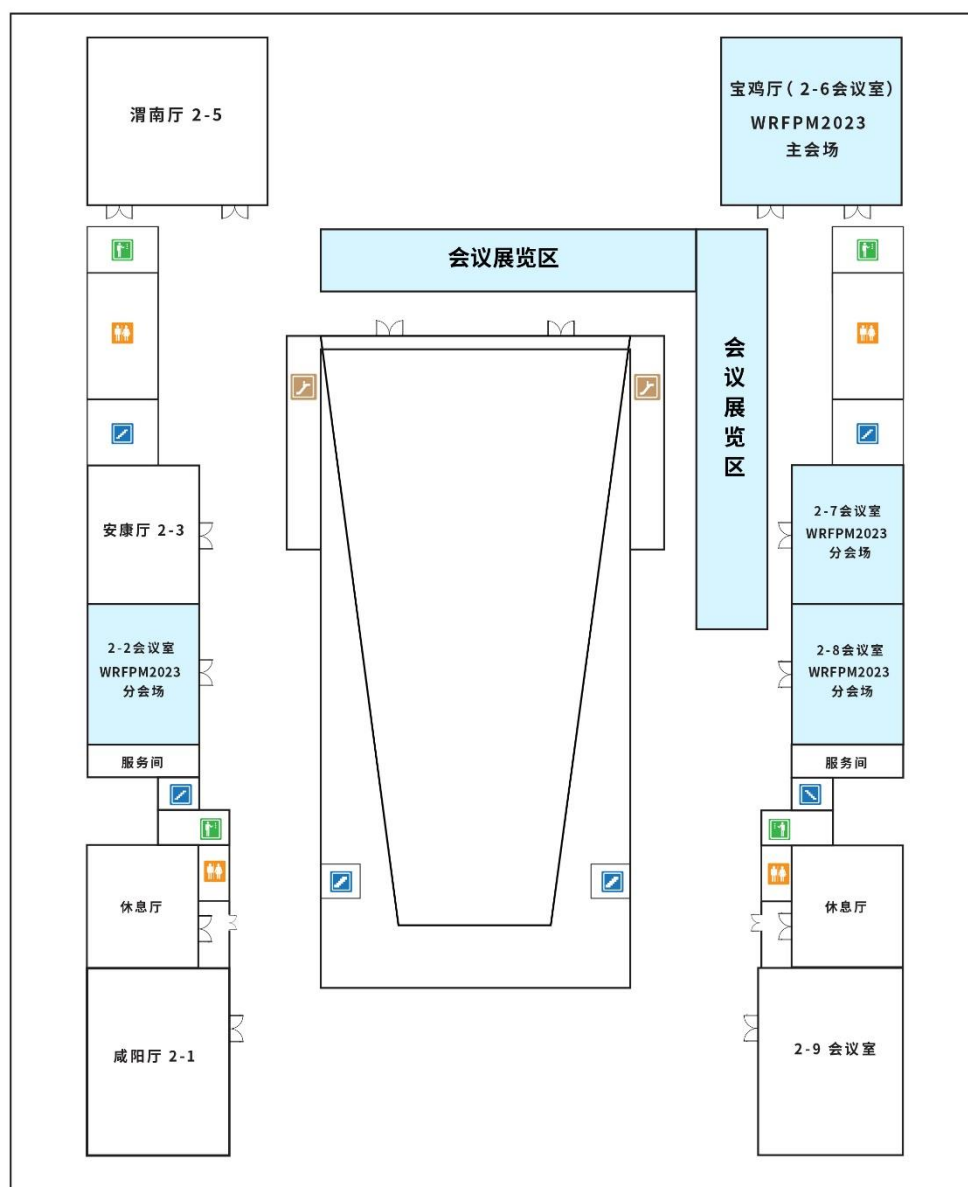 渭南厅 2-5
宝鸡厅（2-6会议室）
WRFPM2023
主会场
会议展览区
会议展览区
安康厅 2-3
2-7会议室
WRFPM2023
分会场
2-2会议室
WRFPM2023
分会场
2-8会议室
WRFPM2023
分会场
服务间
服务间
休息厅
休息厅
咸阳厅 2-1
2-9 会议室